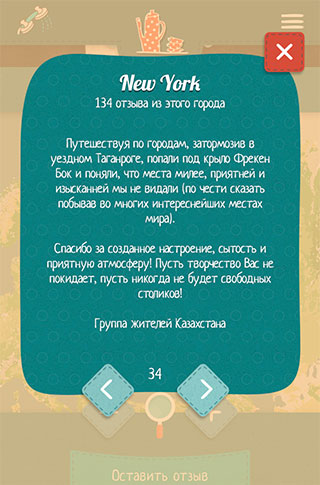 New York
134 отзыва из этого города
Путешествуя по городам, затормозив в
уездном Таганроге, попали под крыло Фрекен
Бок и поняли, что места милее, приятней и
изысканней мы не видали (по чести сказать
побывав во многих интереснейших местах
мира).
Спасибо за созданное настроение, сытость и
приятную атмосферу! Пусть творчество Вас не
покидает, пусть никогда не будет свободных
столиков!
Группа жителей Казахстана
34
Оставить отзыв